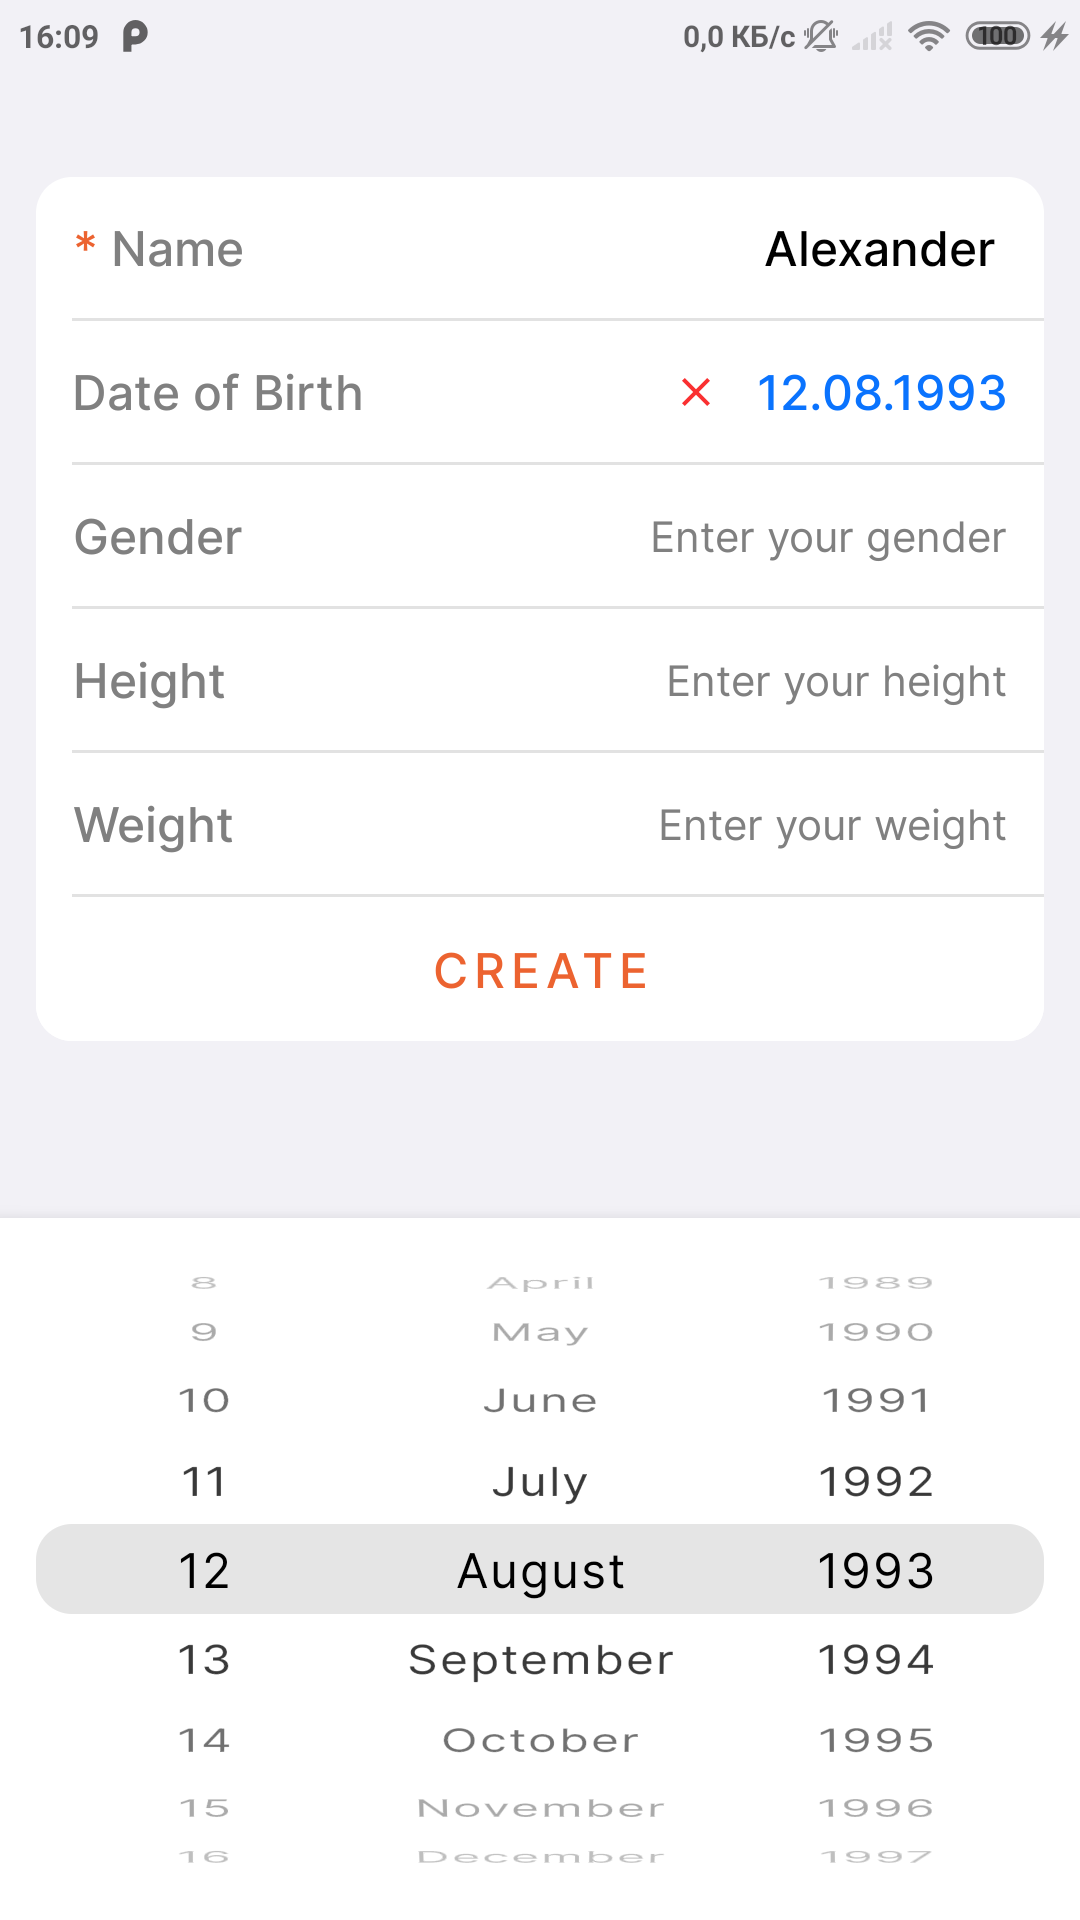 16:09 0,0 КБ/с 100
* Name Alexander
Date of Birth × 12.08.1993
Gender Enter your gender
Height Enter your height
Weight Enter your weight
CREATE
8 April 1989
9 May 1990
10 June 1991
11 July 1992
12 August 1993
13 September 1994
14 October 1995
15 November 1996
16 December 1997